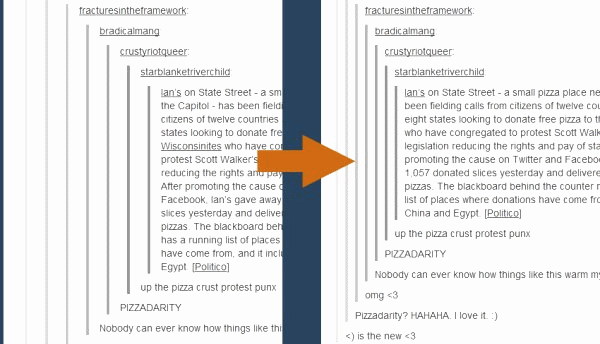 fracturesintheframework:
bradicalmang:
crustyriotqueer:
starblanketriverchild
Ian's on State Street - a sm
the Capitol - has been fieldi
citizens of twelve countries
states looking to donate fre
Wisconsinites who have con
protest Scott Walker's
reducing the rights and pay
After promoting the cause o
Facebook, Ian's gave away
slices yesterday and delive
pizzas. The blackboard beh
has a running list of places
have come from, and it incl
Egypt. [Politico]
up the pizza crust protest punx
PIZZADARITY
Nobody can ever know how things like thi
fracturesintheframework:
bradicalmang:
crustyriotqueer:
starblanketriverchild
Ian's on State Street - a small pizza place ne
been fielding calls from citizens of twelve cou
eight states looking to donate free pizza to th
who have congregated to protest Scott Walk
legislation reducing the rights and pay of sta
promoting the cause on Twitter and Faceboo
1,057 donated slices yesterday and delivered
pizzas. The blackboard behind the counter n
list of places where donations have come fro
China and Egypt. [Politico]
up the pizza crust protest punx
PIZZADARITY
Nobody can ever know how things like this warm my
omg <3
Pizzadarity? HAHAHA. I love it. :)
<) is the new <3